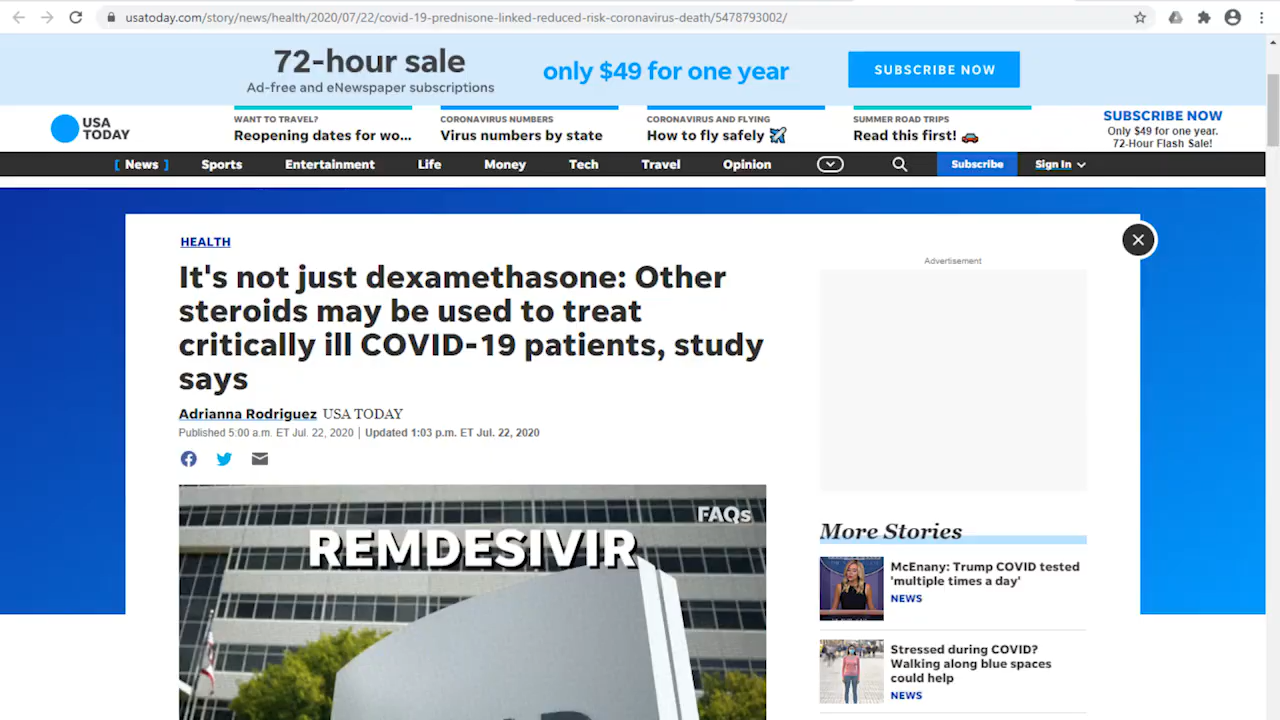 usatoday.com/story/news/health/2020/07/22/covid-19-prednisone-linked-reduced-risk-coronavirus-death/5478793002/
72-hour sale
Ad-free and eNewspaper subscriptions
only $49 for one year
SUBSCRIBE NOW
USA
TODAY
WANT TO TRAVEL?
Reopening dates for wo...
CORONAVIRUS NUMBERS
Virus numbers by state
CORONAVIRUS AND FLYING
How to fly safely
SUMMER ROAD TRIPS
Read this first!
SUBSCRIBE NOW
Only $49 for one year.
72-Hour Flash Sale!
[ News ] Sports Entertainment Life Money Tech Travel Opinion Subscribe Sign In
HEALTH
It's not just dexamethasone: Other
steroids may be used to treat
critically ill COVID-19 patients, study
says
Adrianna Rodriguez USA TODAY
Published 5:00 a.m. ET Jul. 22, 2020 | Updated 1:03 p.m. ET Jul. 22, 2020
FAQs
REMDESIVIR
Advertisement
More Stories
McEnany: Trump COVID tested
'multiple times a day'
NEWS
Stressed during COVID?
Walking along blue spaces
could help
NEWS